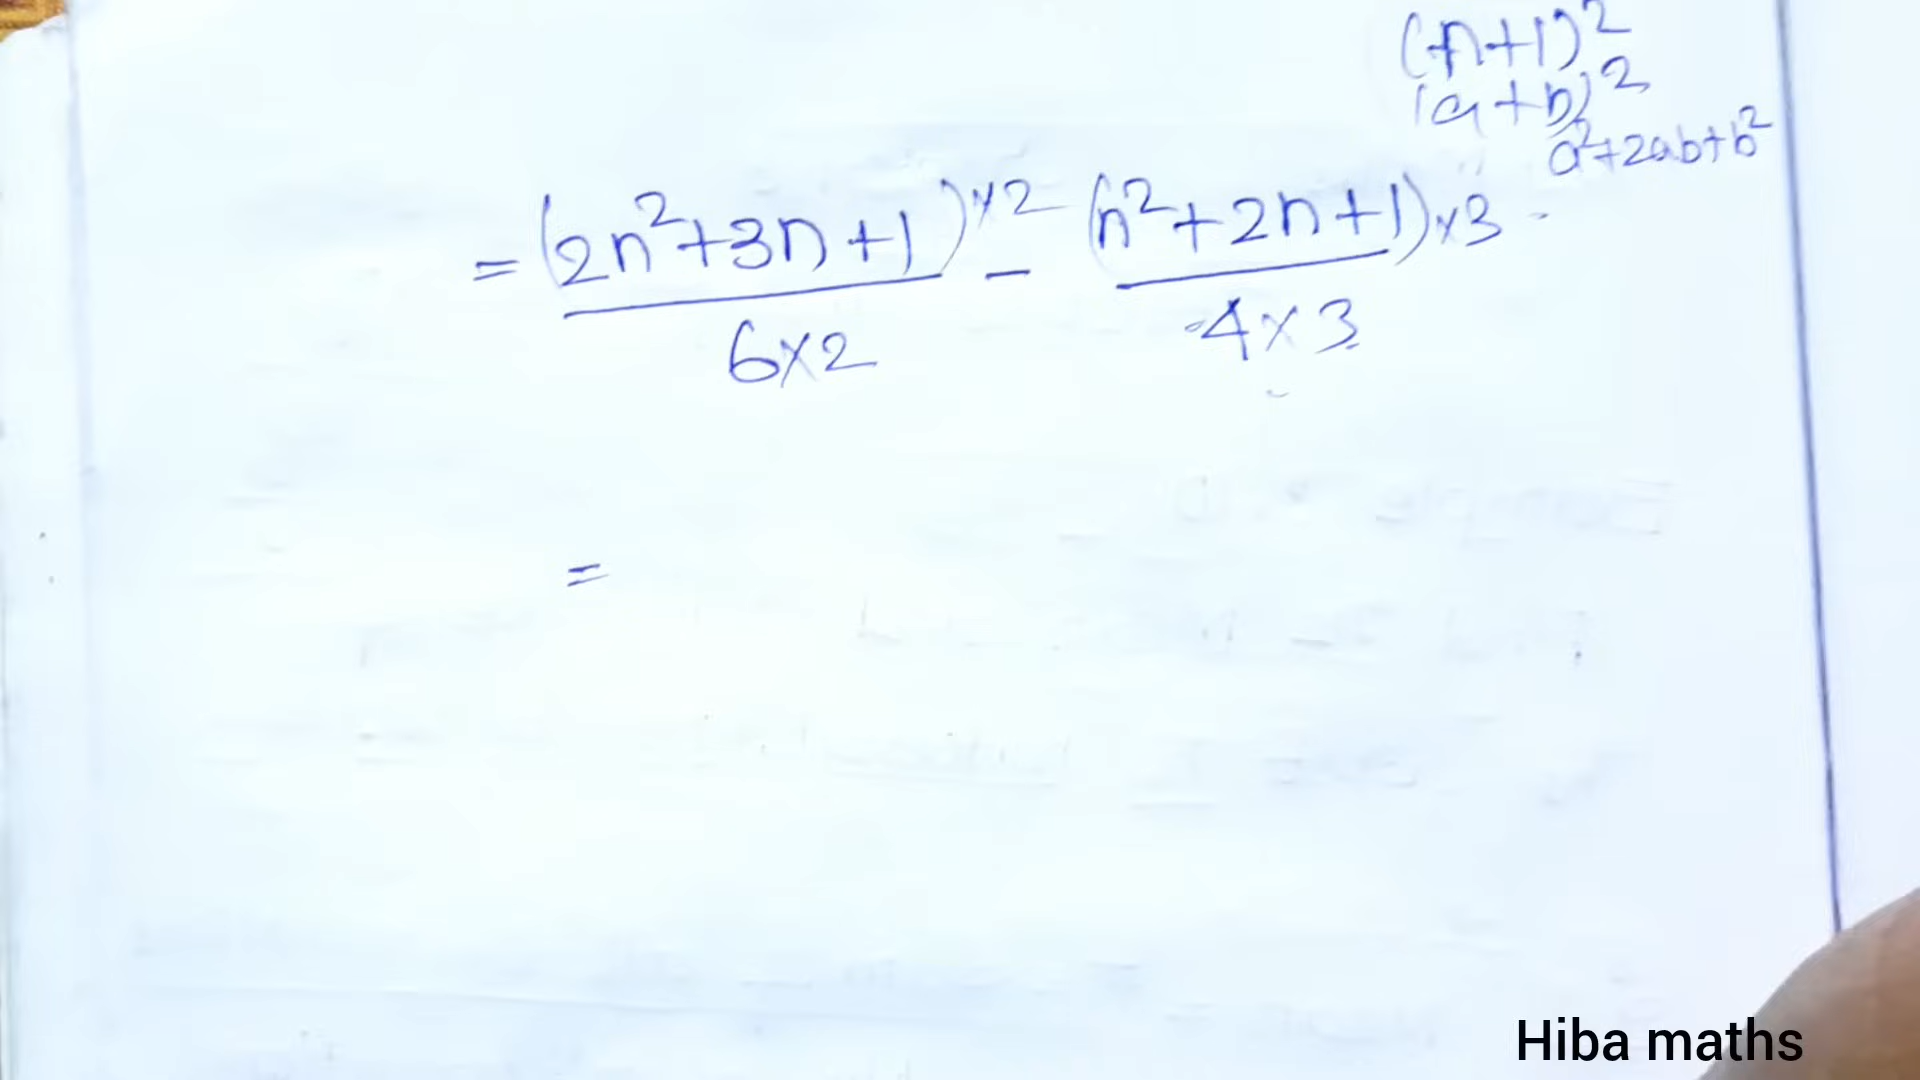 (n+1)²
(a+b)²
a²+2ab+b²
= (2n²+3n+1)×2 / 6×2 - (n²+2n+1)×3 / 4×3
=
Hiba maths